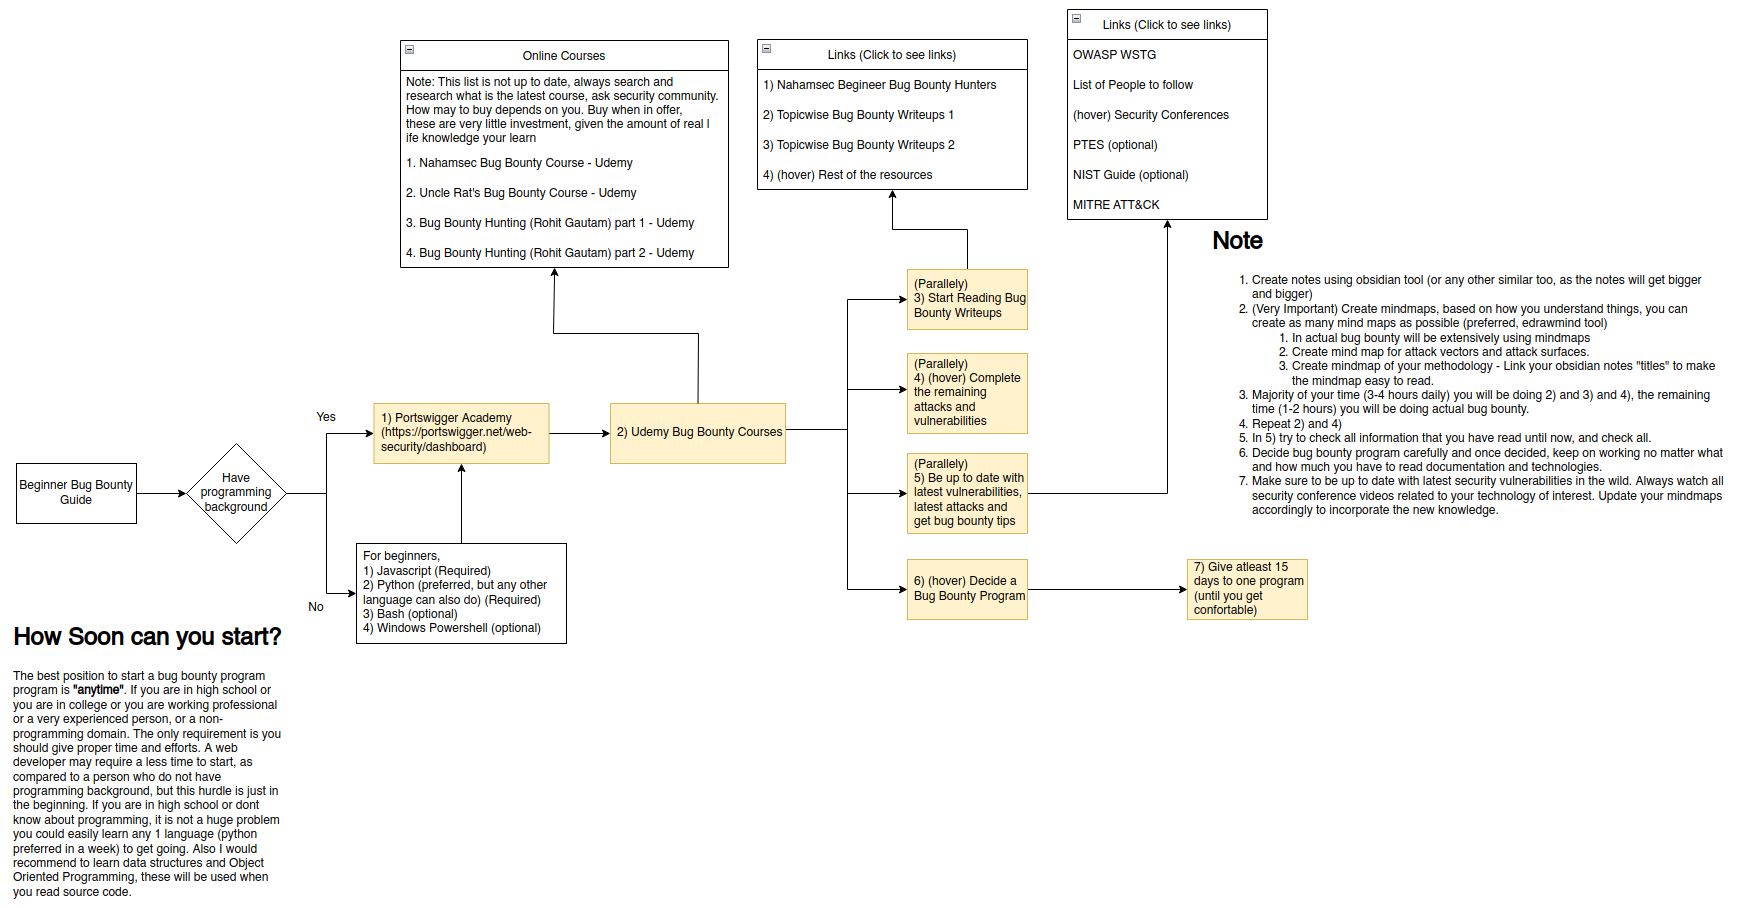 Online Courses
Note: This list is not up to date, always search and
research what is the latest course, ask security community.
How may to buy depends on you. Buy when in offer,
these are very little investment, given the amount of real l
ife knowledge your learn
1. Nahamsec Bug Bounty Course - Udemy
2. Uncle Rat's Bug Bounty Course - Udemy
3. Bug Bounty Hunting (Rohit Gautam) part 1 - Udemy
4. Bug Bounty Hunting (Rohit Gautam) part 2 - Udemy
Links (Click to see links)
1) Nahamsec Begineer Bug Bounty Hunters
2) Topicwise Bug Bounty Writeups 1
3) Topicwise Bug Bounty Writeups 2
4) (hover) Rest of the resources
Links (Click to see links)
OWASP WSTG
List of People to follow
(hover) Security Conferences
PTES (optional)
NIST Guide (optional)
MITRE ATT&CK
Beginner Bug Bounty
Guide
Have
programming
background
Yes
No
1) Portswigger Academy
(https://portswigger.net/web-
security/dashboard)
For beginners,
1) Javascript (Required)
2) Python (preferred, but any other
language can also do) (Required)
3) Bash (optional)
4) Windows Powershell (optional)
2) Udemy Bug Bounty Courses
(Parallely)
3) Start Reading Bug
Bounty Writeups
(Parallely)
4) (hover) Complete
the remaining
attacks and
vulnerabilities
(Parallely)
5) Be up to date with
latest vulnerabilities,
latest attacks and
get bug bounty tips
6) (hover) Decide a
Bug Bounty Program
7) Give atleast 15
days to one program
(until you get
confortable)
Note
1. Create notes using obsidian tool (or any other similar too, as the notes will get bigger
and bigger)
2. (Very Important) Create mindmaps, based on how you understand things, you can
create as many mind maps as possible (preferred, edrawmind tool)
1. In actual bug bounty will be extensively using mindmaps
2. Create mind map for attack vectors and attack surfaces.
3. Create mindmap of your methodology - Link your obsidian notes "titles" to make
the mindmap easy to read.
3. Majority of your time (3-4 hours daily) you will be doing 2) and 3) and 4), the remaining
time (1-2 hours) you will be doing actual bug bounty.
4. Repeat 2) and 4)
5. In 5) try to check all information that you have read until now, and check all.
6. Decide bug bounty program carefully and once decided, keep on working no matter what
and how much you have to read documentation and technologies.
7. Make sure to be up to date with latest security vulnerabilities in the wild. Always watch all
security conference videos related to your technology of interest. Update your mindmaps
accordingly to incorporate the new knowledge.
How Soon can you start?
The best position to start a bug bounty program
program is "anytime". If you are in high school or
you are in college or you are working professional
or a very experienced person, or a non-
programming domain. The only requirement is you
should give proper time and efforts. A web
developer may require a less time to start, as
compared to a person who do not have
programming background, but this hurdle is just in
the beginning. If you are in high school or dont
know about programming, it is not a huge problem
you could easily learn any 1 language (python
preferred in a week) to get going. Also I would
recommend to learn data structures and Object
Oriented Programming, these will be used when
you read source code.